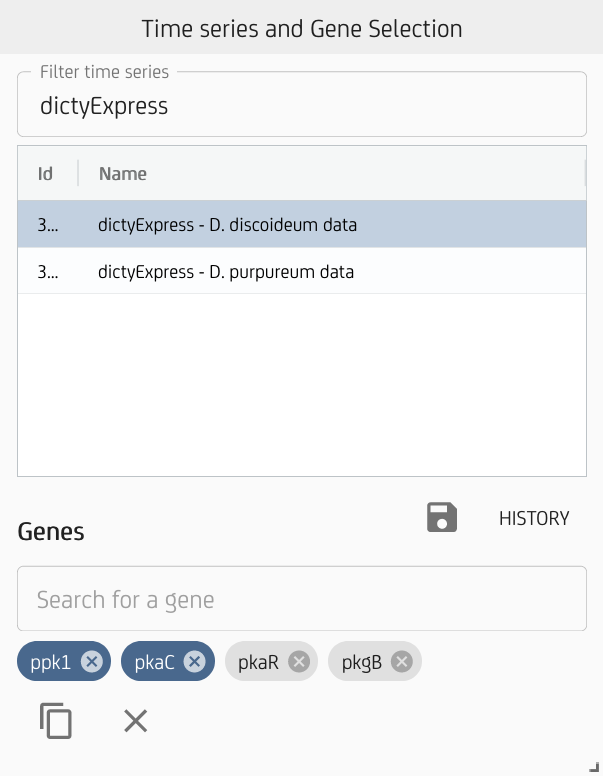 Time series and Gene Selection
Filter time series
dictyExpress
Id Name
3... dictyExpress - D. discoideum data
3... dictyExpress - D. purpureum data
HISTORY
Genes
Search for a gene
ppk1 pkaC pkaR pkgB